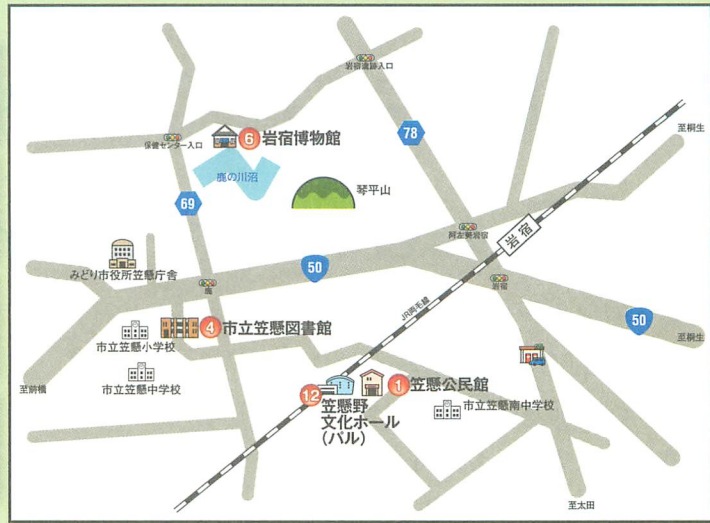 岩宿遺跡入口
78
至桐生
保健センター入口
6 岩宿博物館
鹿の川沼
琴平山
69
阿左美岩宿
岩宿
みどり市役所笠懸庁舎
50
鹿
岩宿
JR両毛線
50
4 市立笠懸図書館
市立笠懸小学校
至桐生
市立笠懸中学校
至前橋
1 笠懸公民館
12 笠懸野
文化ホール
(パル)
市立笠懸南中学校
至太田